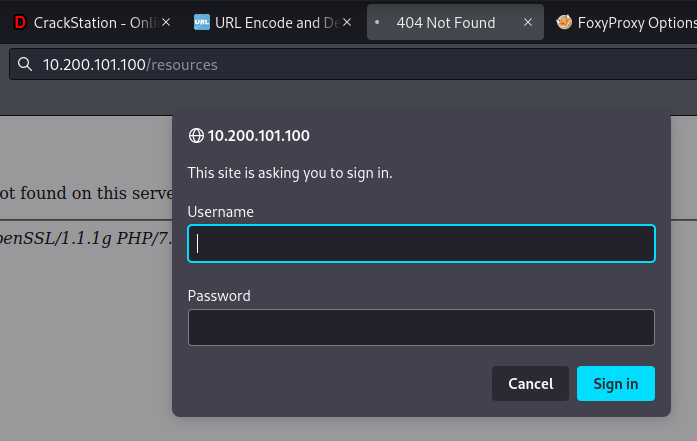 CrackStation - Onli
URL Encode and De
404 Not Found
FoxyProxy Options
10.200.101.100/resources
10.200.101.100
This site is asking you to sign in.
ot found on this serve
Username
penSSL/1.1.1g PHP/7.
Password
Cancel
Sign in